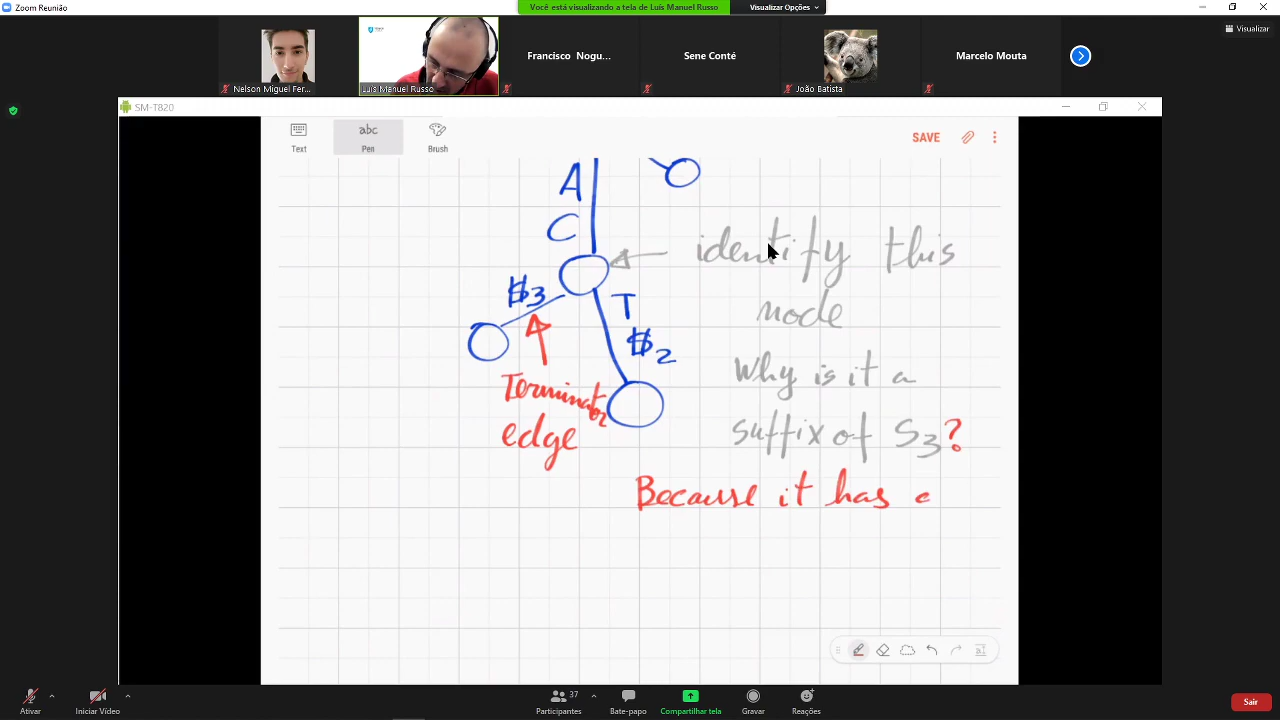 Zoom Reunião
Você está visualizando a tela de Luís Manuel Russo
Visualizar Opções
Visualizar
Nelson Miguel Fer...
Luís Manuel Russo
Francisco Nogu...
Sene Conté
João Batista
Marcelo Mouta
SM-T820
Text
abc
Pen
Brush
SAVE
A
C
identify this
node
$3
T
$2
Terminator
edge
Why is it a
suffix of S3?
Because it has a
Ativar
Iniciar Vídeo
37
Participantes
Bate-papo
Compartilhar tela
Gravar
Reações
Sair